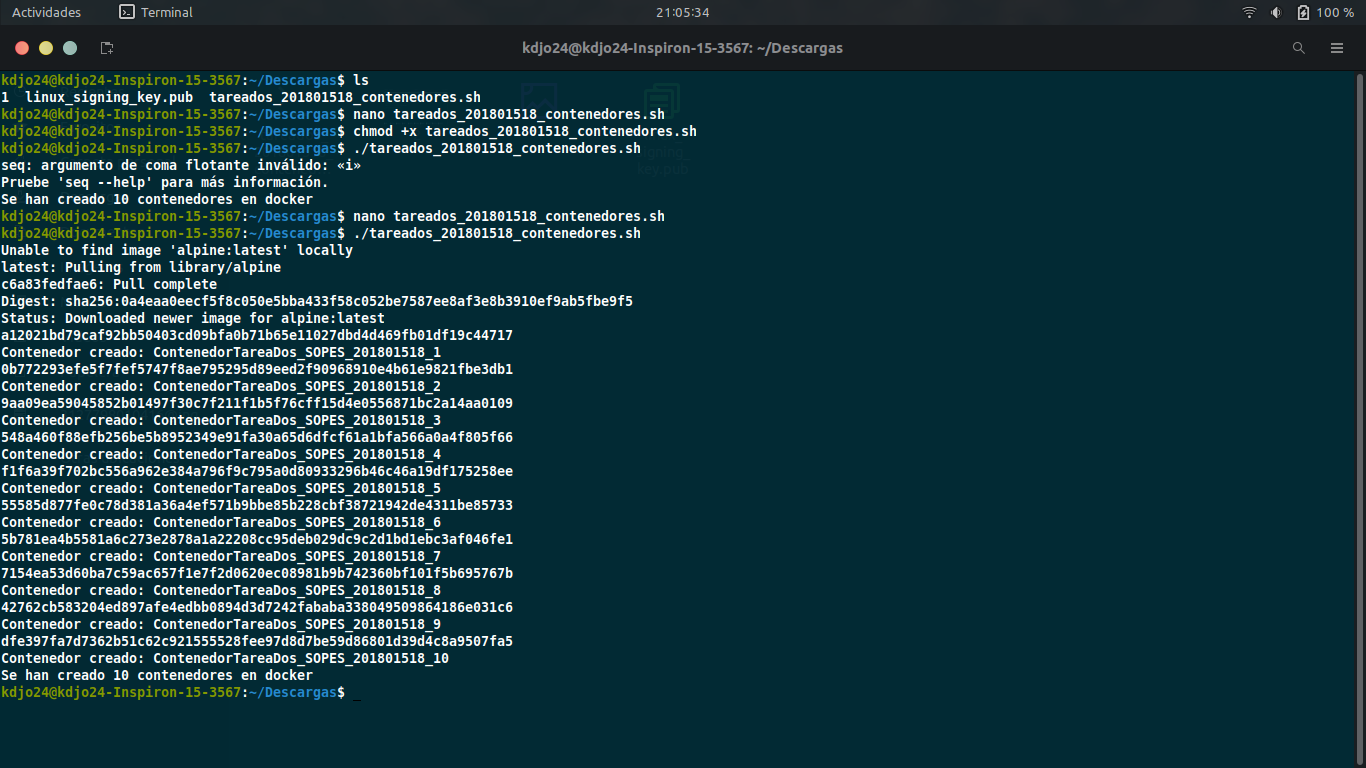 Actividades Terminal 21:05:34 100 %
kdjo24@kdjo24-Inspiron-15-3567: ~/Descargas
kdjo24@kdjo24-Inspiron-15-3567:~/Descargas$ ls
1 linux_signing_key.pub tareados_201801518_contenedores.sh
kdjo24@kdjo24-Inspiron-15-3567:~/Descargas$ nano tareados_201801518_contenedores.sh
kdjo24@kdjo24-Inspiron-15-3567:~/Descargas$ chmod +x tareados_201801518_contenedores.sh
kdjo24@kdjo24-Inspiron-15-3567:~/Descargas$ ./tareados_201801518_contenedores.sh
seq: argumento de coma flotante inválido: «i»
Pruebe 'seq --help' para más información.
Se han creado 10 contenedores en docker
kdjo24@kdjo24-Inspiron-15-3567:~/Descargas$ nano tareados_201801518_contenedores.sh
kdjo24@kdjo24-Inspiron-15-3567:~/Descargas$ ./tareados_201801518_contenedores.sh
Unable to find image 'alpine:latest' locally
latest: Pulling from library/alpine
c6a83fedfae6: Pull complete
Digest: sha256:0a4eaa0eecf5f8c050e5bba433f58c052be7587ee8af3e8b3910ef9ab5fbe9f5
Status: Downloaded newer image for alpine:latest
a12021bd79caf92bb50403cd09bfa0b71b65e11027dbd4d469fb01df19c44717
Contenedor creado: ContenedorTareaDos_SOPES_201801518_1
0b772293efe5f7fef5747f8ae795295d89eed2f90968910e4b61e9821fbe3db1
Contenedor creado: ContenedorTareaDos_SOPES_201801518_2
9aa09ea59045852b01497f30c7f211f1b5f76cff15d4e0556871bc2a14aa0109
Contenedor creado: ContenedorTareaDos_SOPES_201801518_3
548a460f88efb256be5b8952349e91fa30a65d6dfcf61a1bfa566a0a4f805f66
Contenedor creado: ContenedorTareaDos_SOPES_201801518_4
f1f6a39f702bc556a962e384a796f9c795a0d80933296b46c46a19df175258ee
Contenedor creado: ContenedorTareaDos_SOPES_201801518_5
55585d877fe0c78d381a36a4ef571b9bbe85b228cbf38721942de4311be85733
Contenedor creado: ContenedorTareaDos_SOPES_201801518_6
5b781ea4b5581a6c273e2878a1a22208cc95deb029dc9c2d1bd1ebc3af046fe1
Contenedor creado: ContenedorTareaDos_SOPES_201801518_7
7154ea53d60ba7c59ac657f1e7f2d0620ec08981b9b742360bf101f5b695767b
Contenedor creado: ContenedorTareaDos_SOPES_201801518_8
42762cb583204ed897afe4edbb0894d3d7242fababa338049509864186e031c6
Contenedor creado: ContenedorTareaDos_SOPES_201801518_9
dfe397fa7d7362b51c62c921555528fee97d8d7be59d86801d39d4c8a9507fa5
Contenedor creado: ContenedorTareaDos_SOPES_201801518_10
Se han creado 10 contenedores en docker
kdjo24@kdjo24-Inspiron-15-3567:~/Descargas$